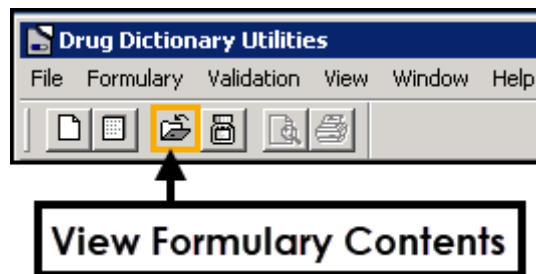 Drug Dictionary Utilities
File Formulary Validation View Window Help
View Formulary Contents